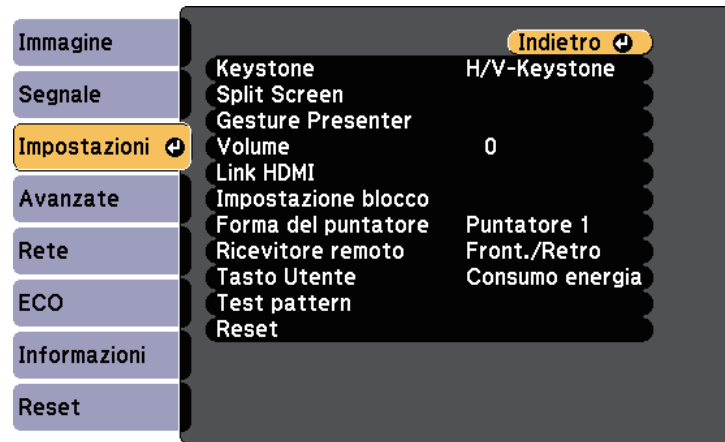 Immagine
Segnale
Impostazioni
Avanzate
Rete
ECO
Informazioni
Reset
Indietro
Keystone H/V-Keystone
Split Screen
Gesture Presenter
Volume 0
Link HDMI
Impostazione blocco
Forma del puntatore Puntatore 1
Ricevitore remoto Front./Retro
Tasto Utente Consumo energia
Test pattern
Reset